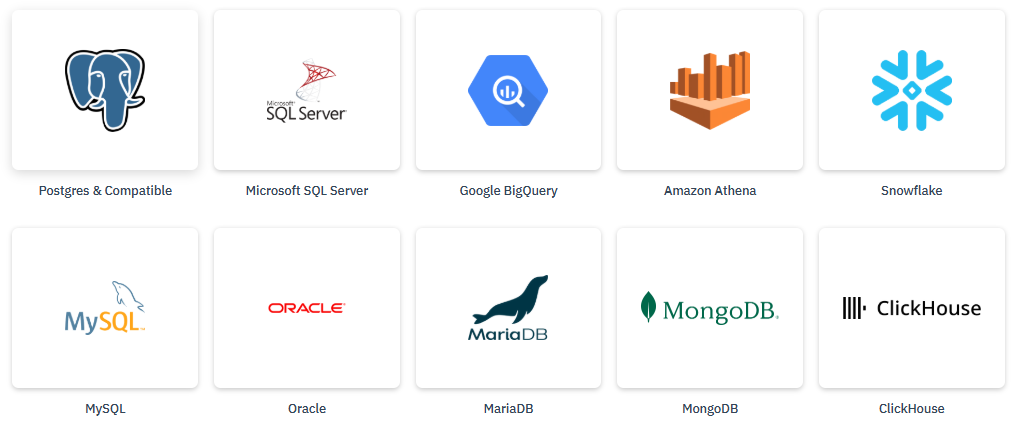 Microsoft®
SQL Server®
Postgres & Compatible
Microsoft SQL Server
Google BigQuery
Amazon Athena
Snowflake
MySQL
ORACLE®
MariaDB
MongoDB®
ClickHouse
MySQL
Oracle
MariaDB
MongoDB
ClickHouse